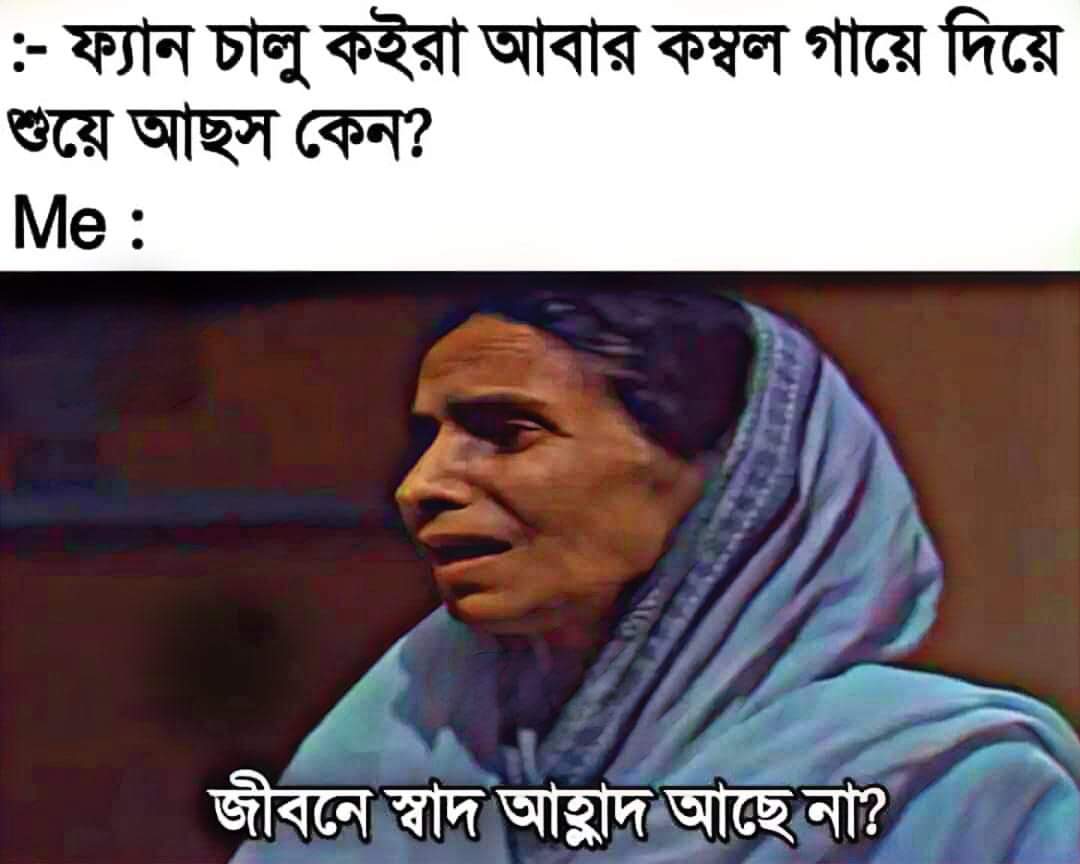 :- ফ্যান চালু কইরা আবার কম্বল গায়ে দিয়ে
শুয়ে আছস কেন?
Me :
জীবনে স্বাদ আহ্লাদ আছে না?